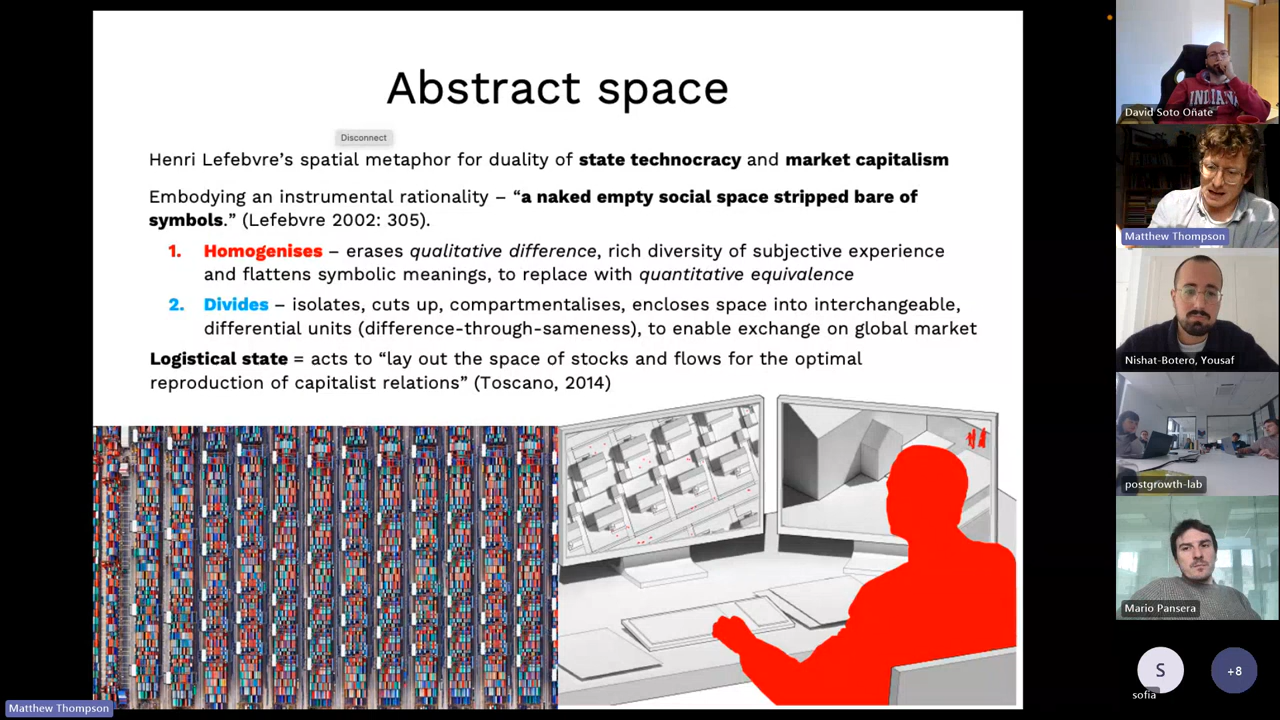 Abstract space
Disconnect
Henri Lefebvre's spatial metaphor for duality of state technocracy and market capitalism
Embodying an instrumental rationality – “a naked empty social space stripped bare of
symbols.” (Lefebvre 2002: 305).
1. Homogenises – erases qualitative difference, rich diversity of subjective experience
and flattens symbolic meanings, to replace with quantitative equivalence
2. Divides – isolates, cuts up, compartmentalises, encloses space into interchangeable,
differential units (difference-through-sameness), to enable exchange on global market
Logistical state = acts to “lay out the space of stocks and flows for the optimal
reproduction of capitalist relations” (Toscano, 2014)
Matthew Thompson
INDIANA
David Soto Oñate
Matthew Thompson
Nishat-Botero, Yousaf
postgrowth-lab
Mario Pansera
S
sofia
+8